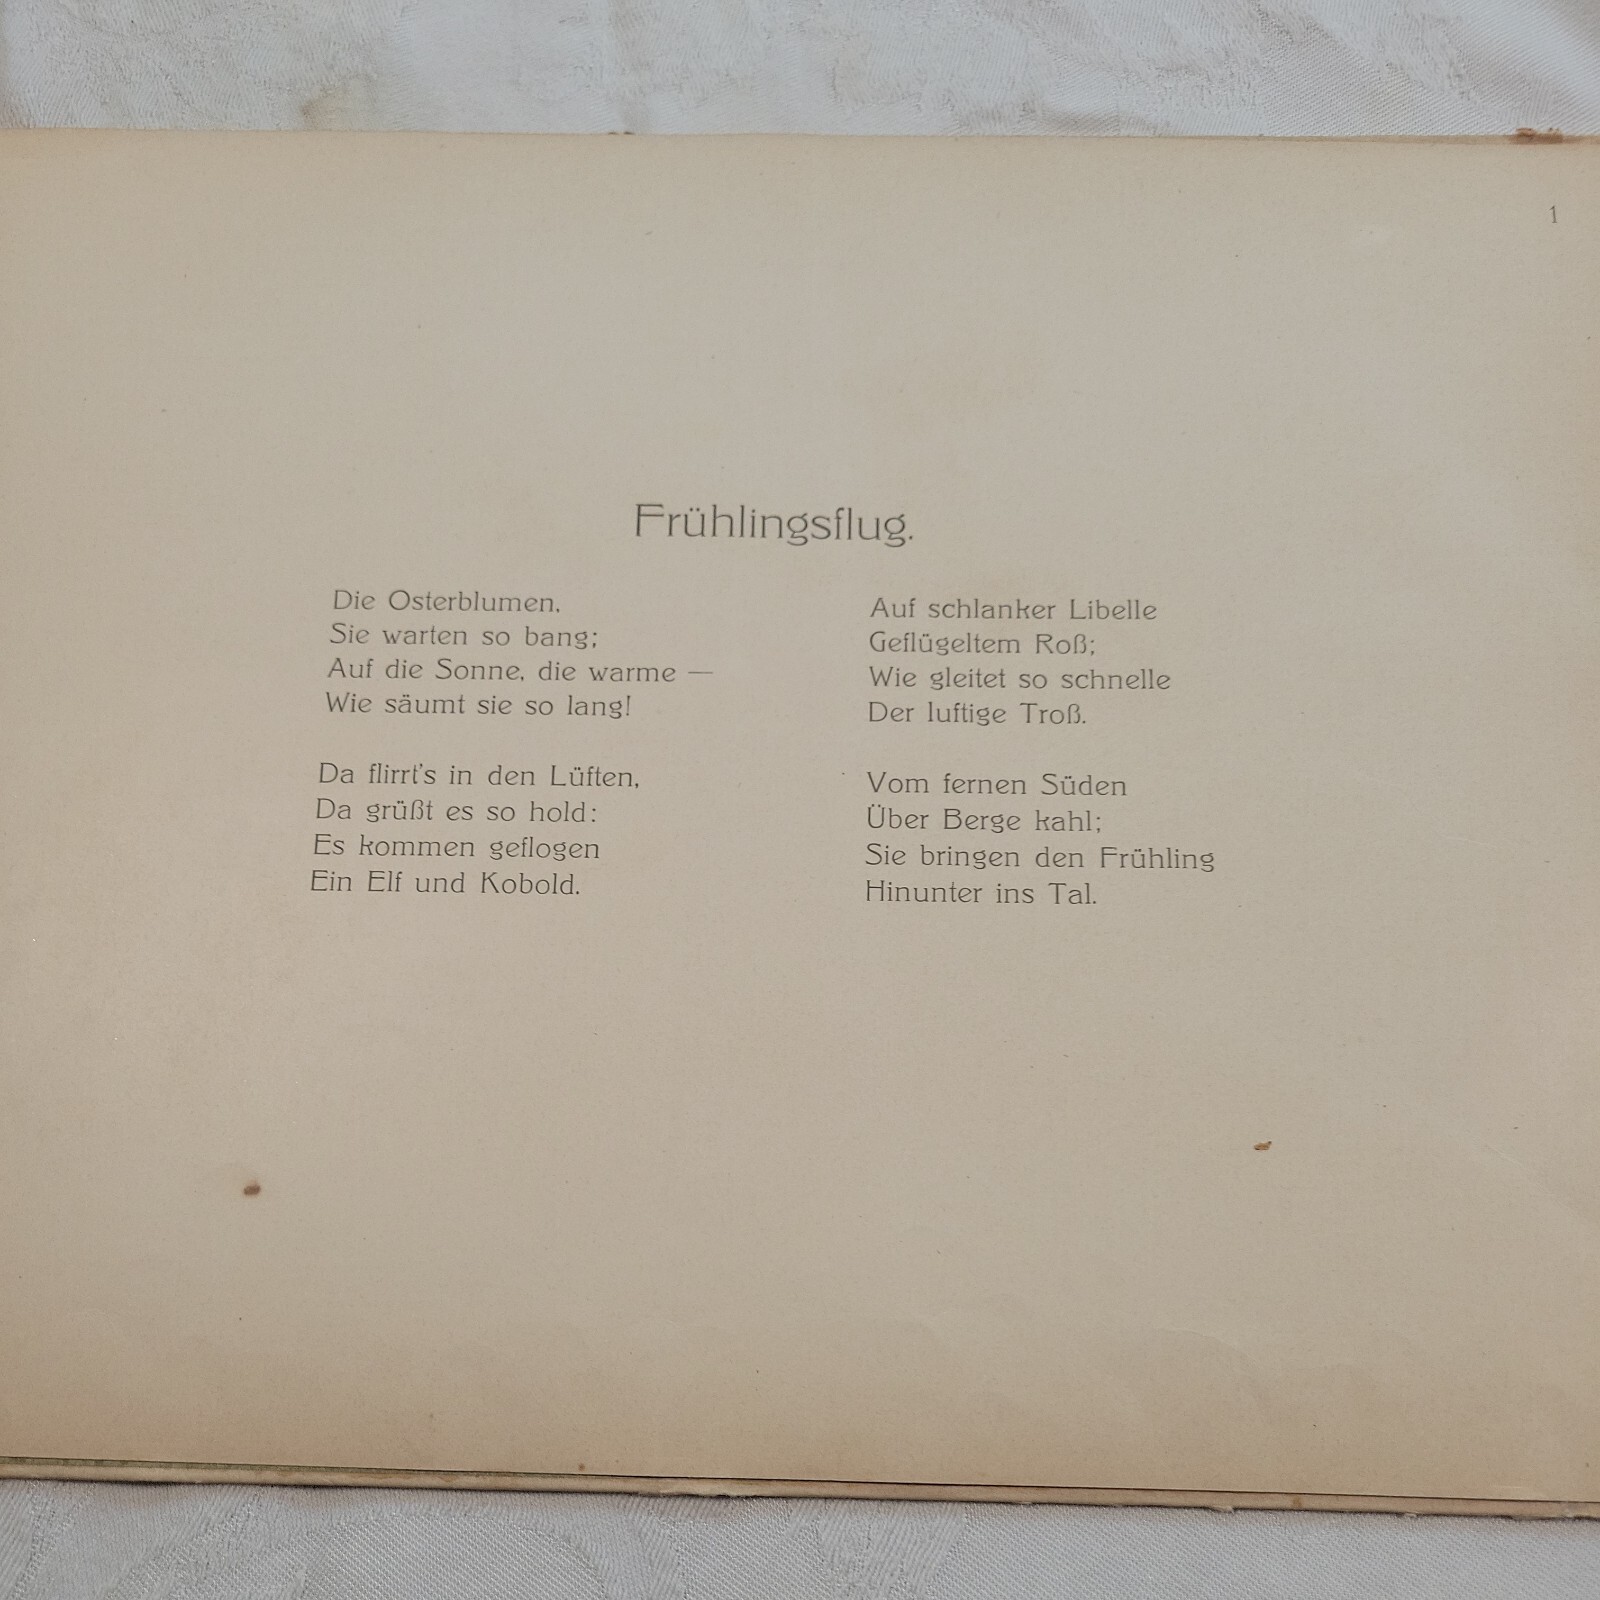 1
Frühlingsflug.
Die Osterblumen,
Sie warten so bang;
Auf die Sonne, die warme —
Wie säumt sie so lang!
Da flirrt's in den Lüften,
Da grüßt es so hold:
Es kommen geflogen
Ein Elf und Kobold.
Auf schlanker Libelle
Geflügeltem Roß;
Wie gleitet so schnelle
Der luftige Troß.
Vom fernen Süden
Über Berge kahl;
Sie bringen den Frühling
Hinunter ins Tal.